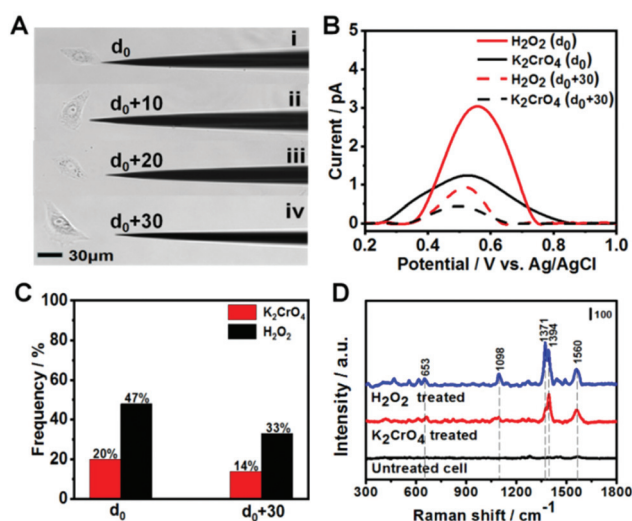 A
d0
i
d0+10
ii
d0+20
iii
d0+30
iv
30µm
B
Current / pA
5
4
3
2
1
0
H2O2 (d0)
K2CrO4 (d0)
H2O2 (d0+30)
K2CrO4 (d0+30)
0.2 0.4 0.6 0.8 1.0
Potential / V vs. Ag/AgCl
C
Frequency / %
100
80
60
40
20
0
K2CrO4
H2O2
20%
47%
14%
33%
d0 d0+30
D
Intensity / a.u.
100
653
1098
1371
1394
1560
H2O2 treated
K2CrO4 treated
Untreated cell
300 600 900 1200 1500 1800
Raman shift / cm-1